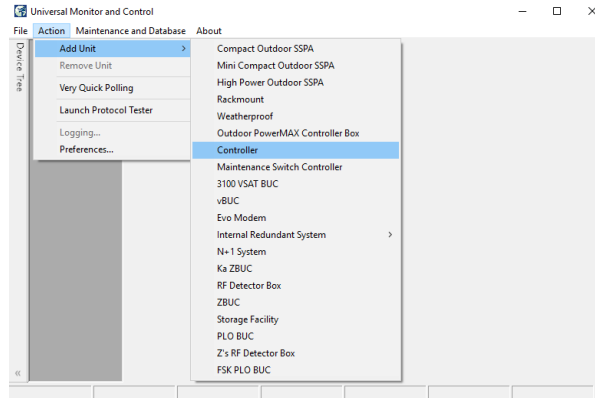 Universal Monitor and Control
File Action Maintenance and Database About
Device Tree
Add Unit >
Remove Unit
Very Quick Polling
Launch Protocol Tester
Logging...
Preferences...
Compact Outdoor SSPA
Mini Compact Outdoor SSPA
High Power Outdoor SSPA
Rackmount
Weatherproof
Outdoor PowerMAX Controller Box
Controller
Maintenance Switch Controller
3100 VSAT BUC
vBUC
Evo Modem
Internal Redundant System >
N+1 System
Ka ZBUC
RF Detector Box
ZBUC
Storage Facility
PLO BUC
Z's RF Detector Box
FSK PLO BUC
«